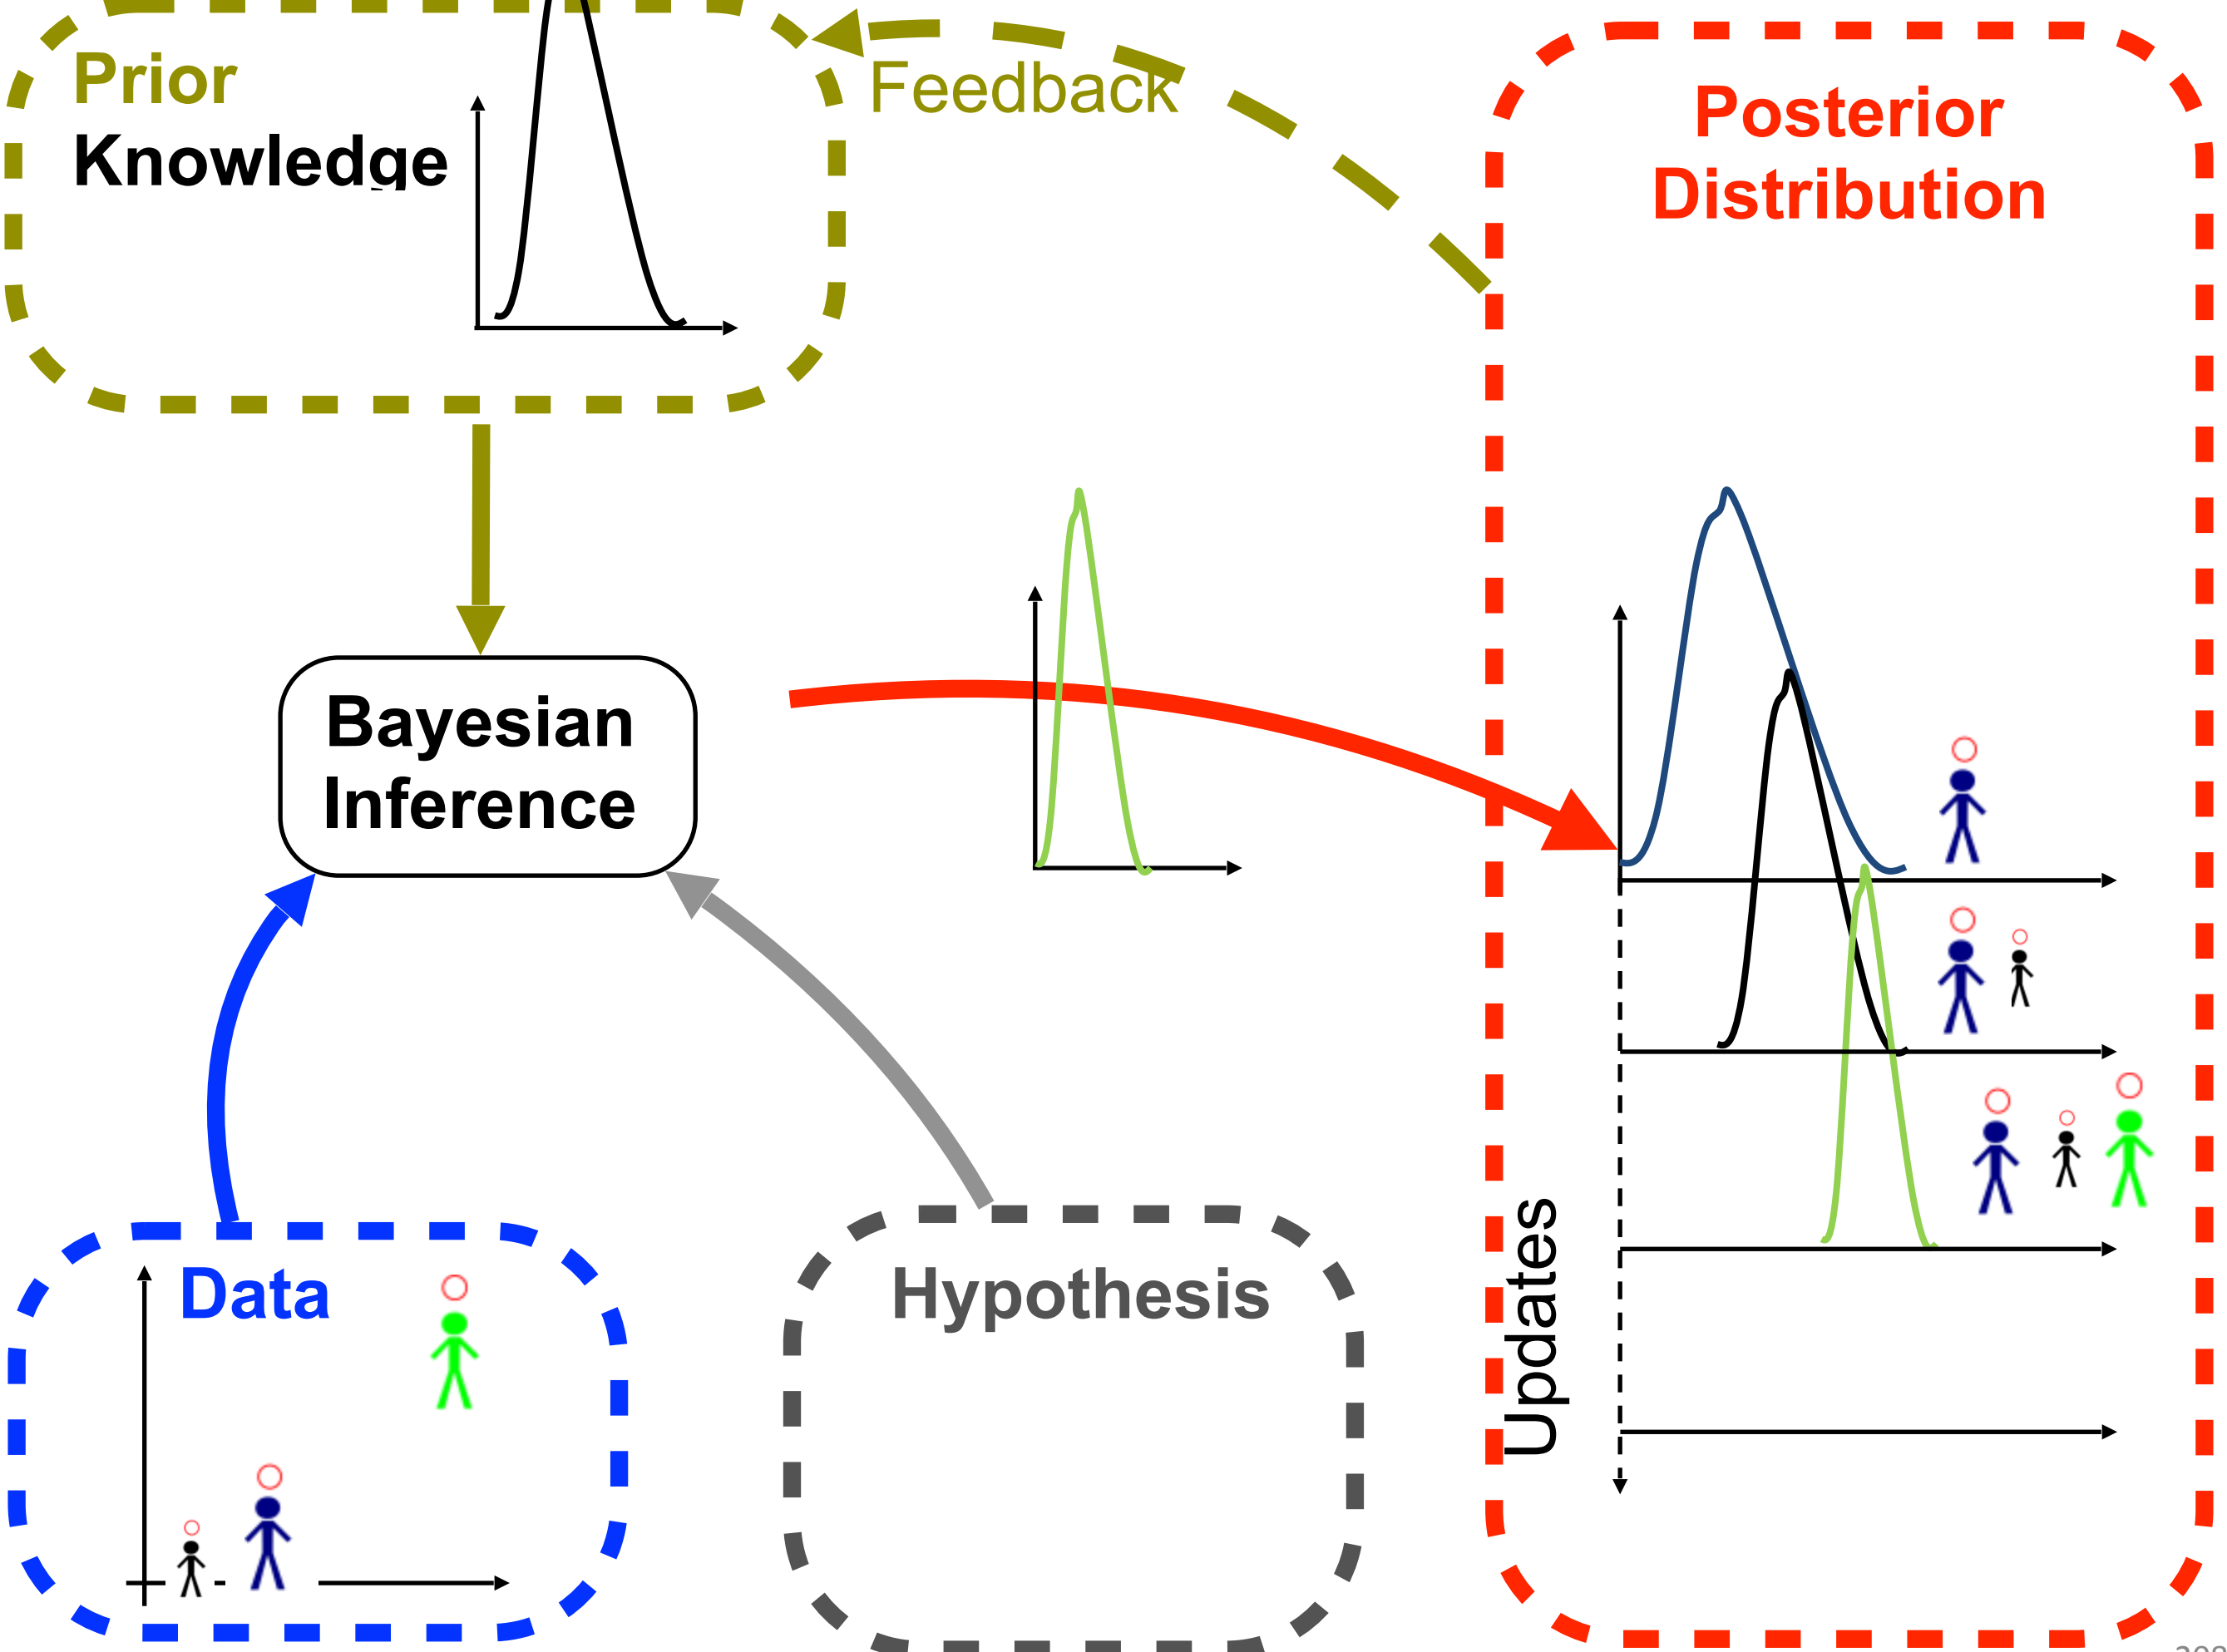 Prior
Knowledge
Feedback
Posterior
Distribution
Bayesian
Inference
Data
Hypothesis
Updates